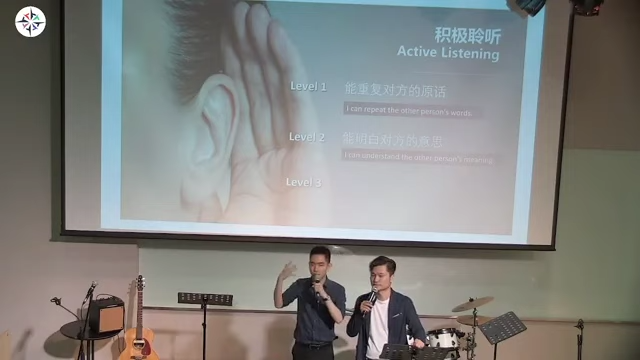 积极聆听
Active Listening
Level 1 能重复对方的原话
I can repeat the other person's words.
Level 2 能明白对方的意思
I can understand the other person's meaning.
Level 3